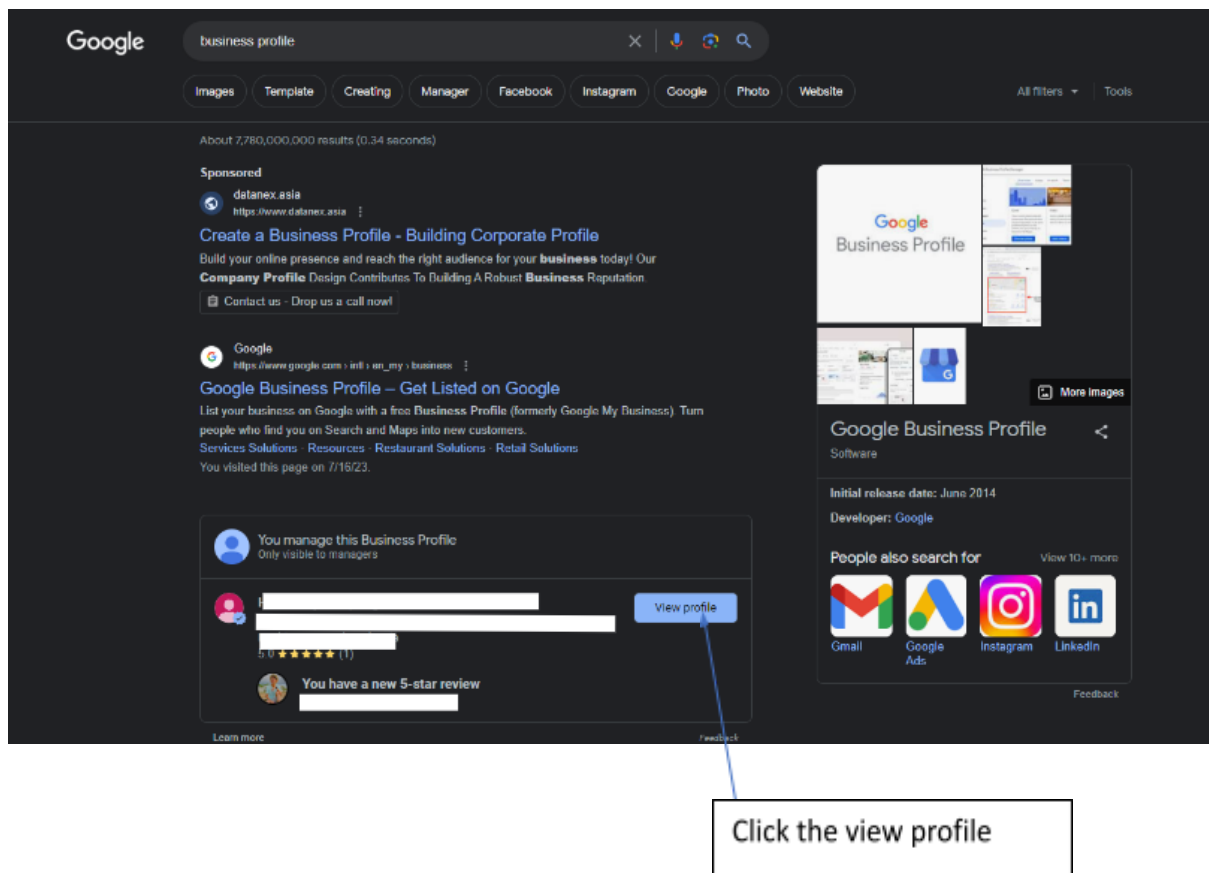 Google
business profile
Images
Template
Creating
Manager
Facebook
Instagram
Google
Photo
Website
All filters
Tools
About 7,780,000,000 results (0.34 seconds)
Sponsored
datanex.asia
https://www.datanex.asia
Create a Business Profile - Building Corporate Profile
Build your online presence and reach the right audience for your business today! Our
Company Profile Design Contributes To Building A Robust Business Reputation.
Contact us - Drop us a call now!
Google
https://www.google.com › intl › en_my › business
Google Business Profile – Get Listed on Google
List your business on Google with a free Business Profile (formerly Google My Business). Turn
people who find you on Search and Maps into new customers.
Services Solutions · Resources · Restaurant Solutions · Retail Solutions
You visited this page on 7/16/23.
You manage this Business Profile
Only visible to managers
View profile
5.0 ★★★★★ (1)
You have a new 5-star review
Learn more
Feedback
Google
Business Profile
More images
Google Business Profile
Software
Initial release date: June 2014
Developer: Google
People also search for
View 10+ more
Gmail
Google
Ads
Instagram
LinkedIn
Feedback
Click the view profile